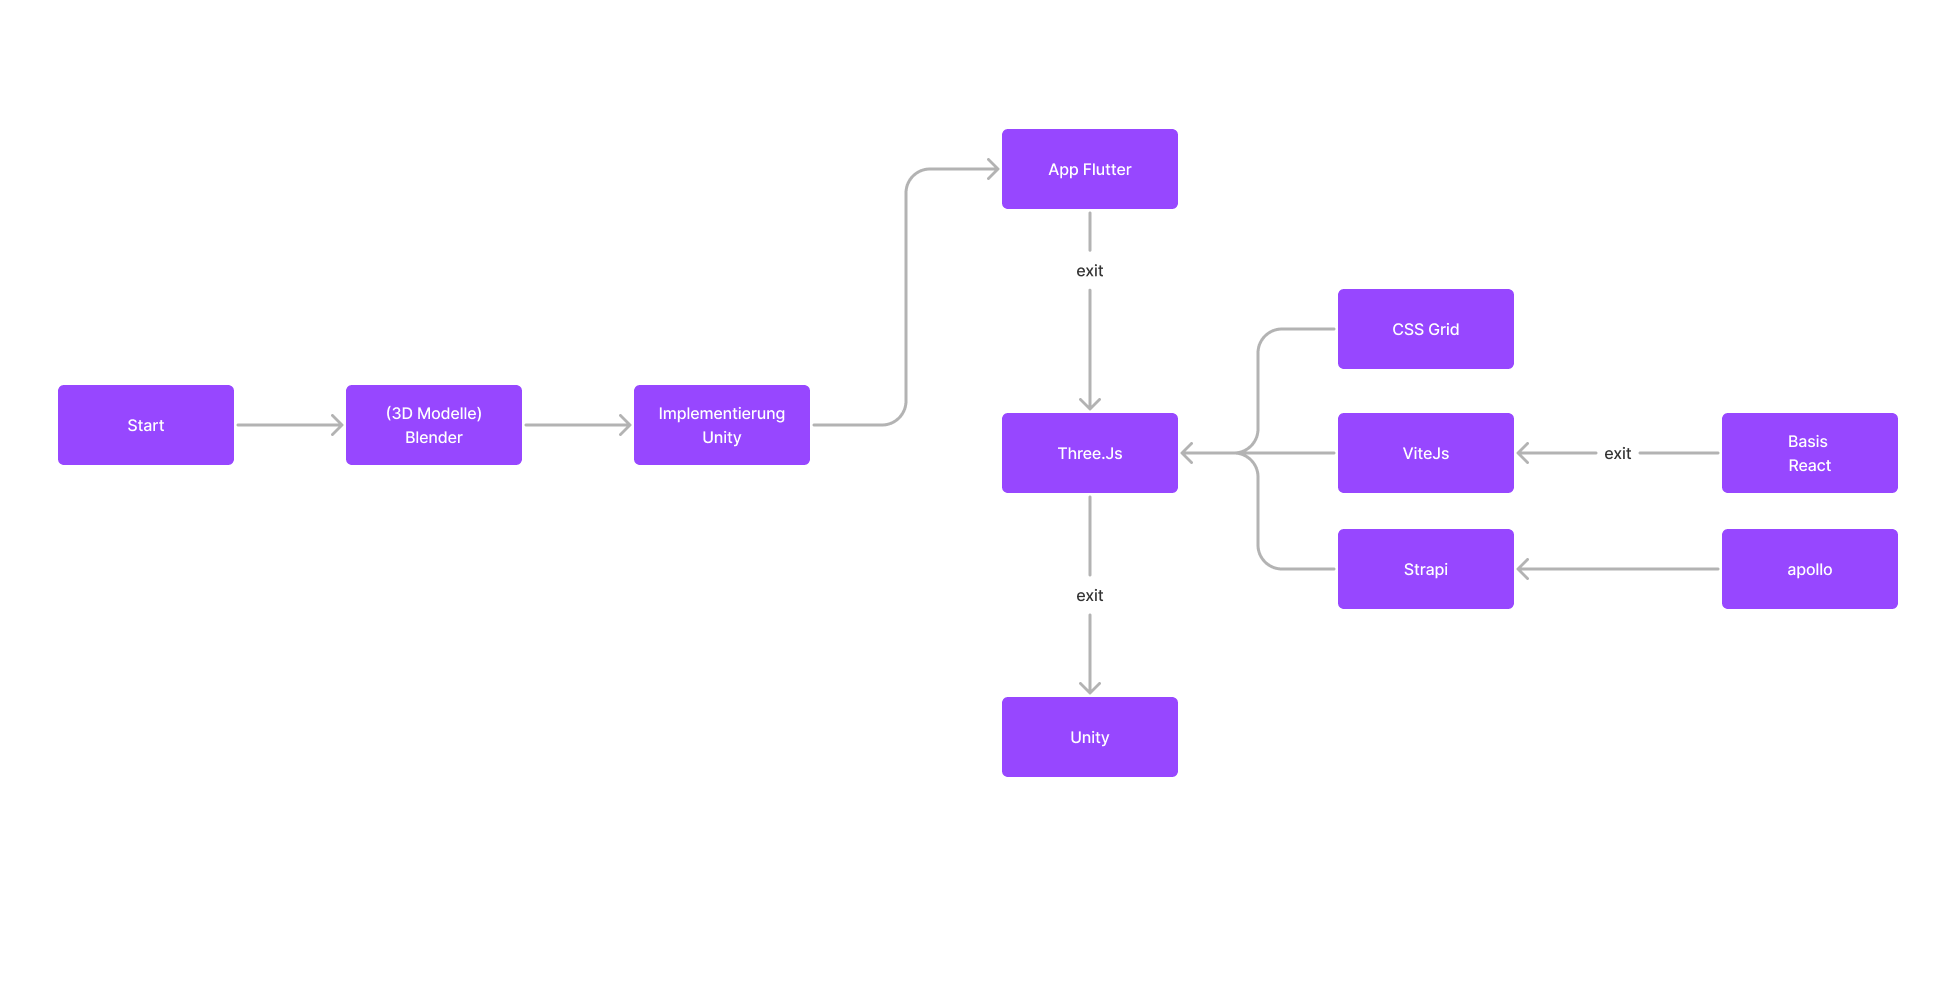 Start
(3D Modelle)
Blender
Implementierung
Unity
App Flutter
exit
Three.Js
exit
Unity
CSS Grid
ViteJs
exit
Basis
React
Strapi
apollo